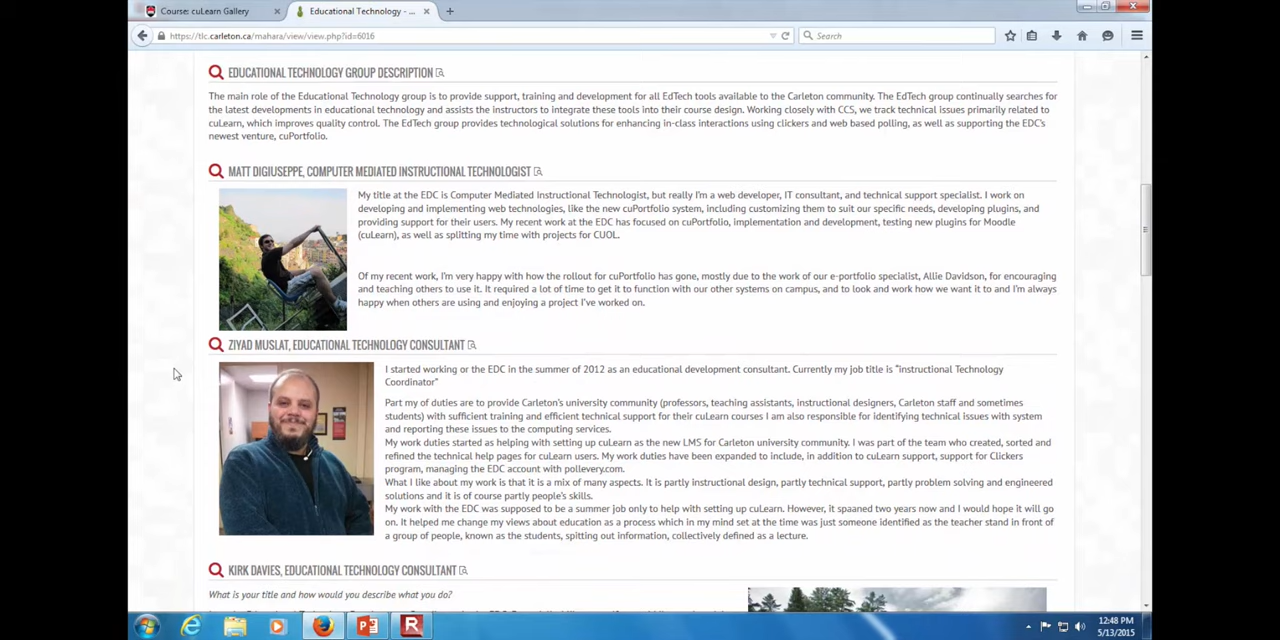 Course: cuLearn Gallery
Educational Technology - ...
https://tlc.carleton.ca/mahara/view/view.php?id=6016
Search
EDUCATIONAL TECHNOLOGY GROUP DESCRIPTION
The main role of the Educational Technology group is to provide support, training and development for all EdTech tools available to the Carleton community. The EdTech group continually searches for
the latest developments in educational technology and assists the instructors to integrate these tools into their course design. Working closely with CCS, we track technical issues primarily related to
cuLearn, which improves quality control. The EdTech group provides technological solutions for enhancing in-class interactions using clickers and web based polling, as well as supporting the EDC's
newest venture, cuPortfolio.
MATT DIGIUSEPPE, COMPUTER MEDIATED INSTRUCTIONAL TECHNOLOGIST
My title at the EDC is Computer Mediated Instructional Technologist, but really I'm a web developer, IT consultant, and technical support specialist. I work on
developing and implementing web technologies, like the new cuPortfolio system, including customizing them to suit our specific needs, developing plugins, and
providing support for their users. My recent work at the EDC has focused on cuPortfolio, implementation and development, testing new plugins for Moodle
(cuLearn), as well as splitting my time with projects for CUOL.
Of my recent work, I'm very happy with how the rollout for cuPortfolio has gone, mostly due to the work of our e-portfolio specialist, Allie Davidson, for encouraging
and teaching others to use it. It required a lot of time to get it to function with our other systems on campus, and to look and work how we want it to and I'm always
happy when others are using and enjoying a project I've worked on.
ZIYAD MUSLAT, EDUCATIONAL TECHNOLOGY CONSULTANT
I started working or the EDC in the summer of 2012 as an educational development consultant. Currently my job title is "instructional Technology
Coordinator"
Part my of duties are to provide Carleton's university community (professors, teaching assistants, instructional designers, Carleton staff and sometimes
students) with sufficient training and efficient technical support for their cuLearn courses I am also responsible for identifying technical issues with system
and reporting these issues to the computing services.
My work duties started as helping with setting up cuLearn as the new LMS for Carleton university community. I was part of the team who created, sorted and
refined the technical help pages for cuLearn users. My work duties have been expanded to include, in addition to cuLearn support, support for Clickers
program, managing the EDC account with pollevery.com.
What I like about my work is that it is a mix of many aspects. It is partly instructional design, partly technical support, partly problem solving and engineered
solutions and it is of course partly people's skills.
My work with the EDC was supposed to be a summer job only to help with setting up cuLearn. However, it spaaned two years now and I would hope it will go
on. It helped me change my views about education as a process which in my mind set at the time was just someone identified as the teacher stand in front of
a group of people, known as the students, spitting out information, collectively defined as a lecture.
KIRK DAVIES, EDUCATIONAL TECHNOLOGY CONSULTANT
What is your title and how would you describe what you do?
12:48 PM
5/13/2015